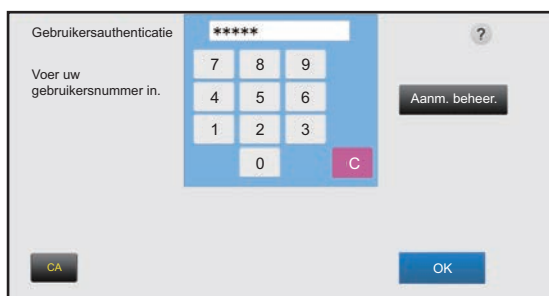 Gebruikersauthenticatie
*****
?
Voer uw
gebruikersnummer in.
7 8 9
4 5 6
1 2 3
0 C
Aanm. beheer.
CA
OK